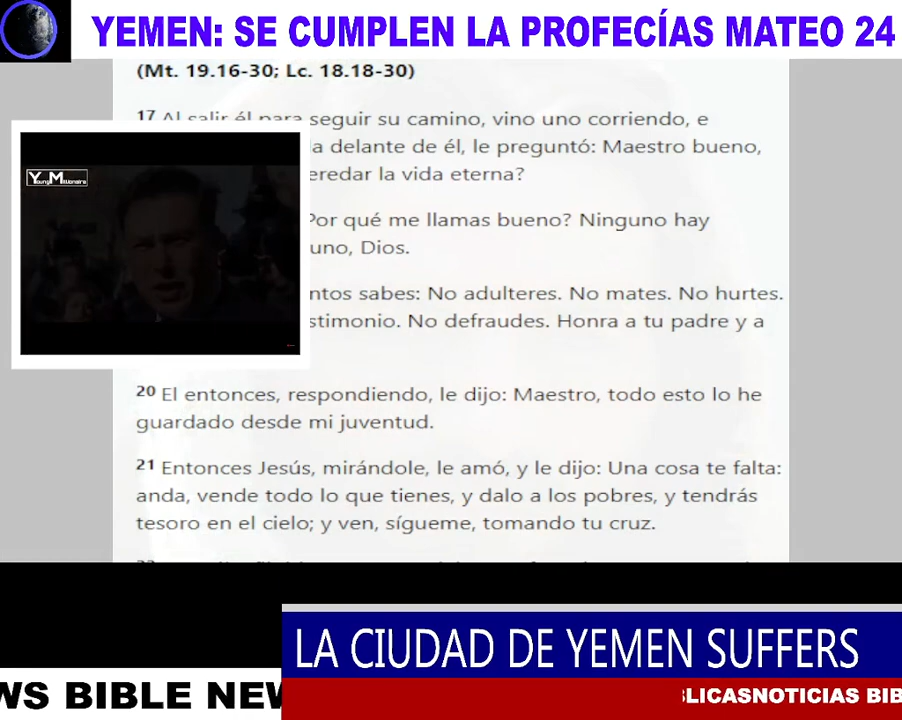 YEMEN: SE CUMPLEN LA PROFECÍAS MATEO 24
(Mt. 19.16-30; Lc. 18.18-30)
17 Al salir él para seguir su camino, vino uno corriendo, e
la delante de él, le preguntó: Maestro bueno,
eredar la vida eterna?
Por qué me llamas bueno? Ninguno hay
uno, Dios.
ntos sabes: No adulteres. No mates. No hurtes.
stimonio. No defraudes. Honra a tu padre y a
Young Millionaire
20 El entonces, respondiendo, le dijo: Maestro, todo esto lo he
guardado desde mi juventud.
21 Entonces Jesús, mirándole, le amó, y le dijo: Una cosa te falta:
anda, vende todo lo que tienes, y dalo a los pobres, y tendrás
tesoro en el cielo; y ven, sígueme, tomando tu cruz.
LA CIUDAD DE YEMEN SUFFERS
WS BIBLE NEW
LICASNOTICIAS BIB